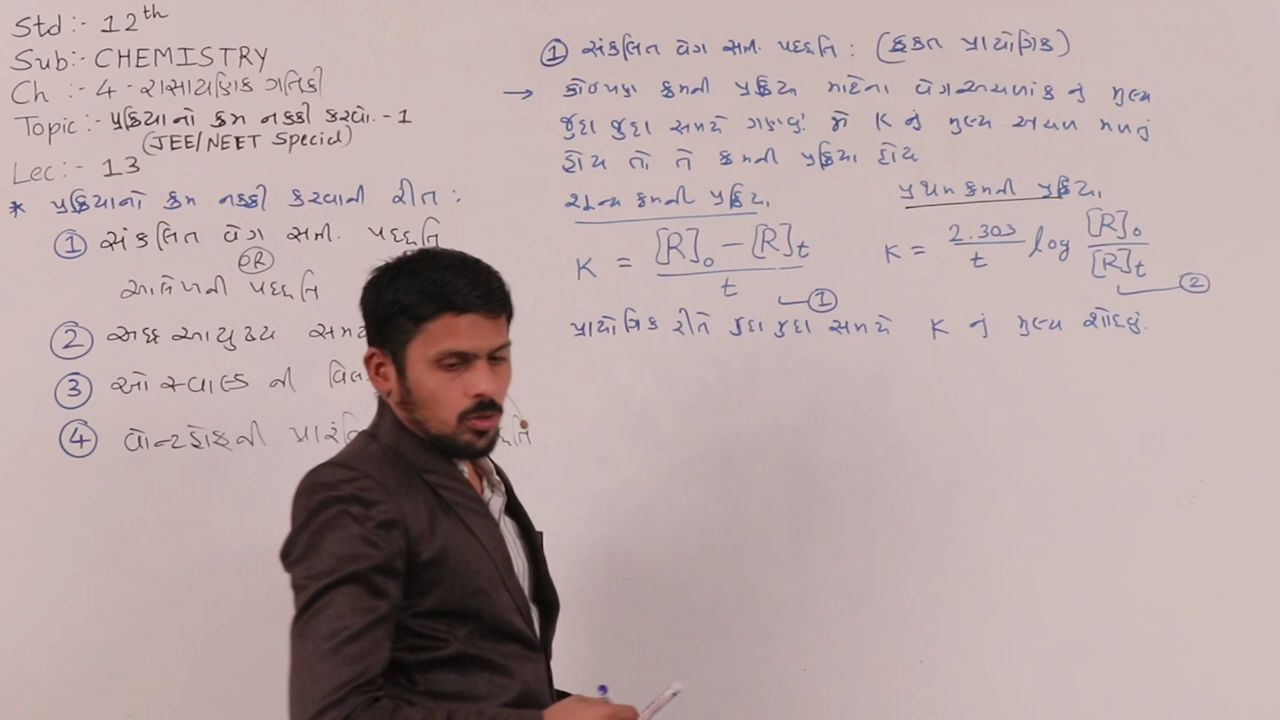 Std :- 12th
Sub:- CHEMISTRY
Ch :- 4 - રાસાયણિક ગતિકી
Topic :- પ્રક્રિયાનો ક્રમ નક્કી કરવો. - 1
(JEE/NEET Special)
Lec :- 13
* પ્રક્રિયાનો ક્રમ નક્કી કરવાની રીત :
① સંકલિત વેગ સમી. પદ્ધતિ
OR
આલેખની પદ્ધતિ
② અર્ધ આયુષ્ય
③ ઓસ્વાલ્ડ ની
④ વોન્ટહોફની
① સંકલિત વેગ સમી. પદ્ધતિ : (ફક્ત પ્રાયોગિક)
→ કોઇપણ ક્રમની પ્રક્રિયા માટેના વેગઅચળાંક નું મુલ્ય
જુદા જુદા સમયે ગણવું. જો K નું મુલ્ય અચળ મળતું
હોય તો તે ક્રમની પ્રક્રિયા હોય
શૂન્ય ક્રમની પ્રક્રિયા
K = [R]₀ - [R]t / t ①
પ્રથમ ક્રમની પ્રક્રિયા
K = 2.303 / t log [R]₀ / [R]t ②
પ્રાયોગિક રીતે જુદા જુદા સમયે K નું મુલ્ય શોધવું.